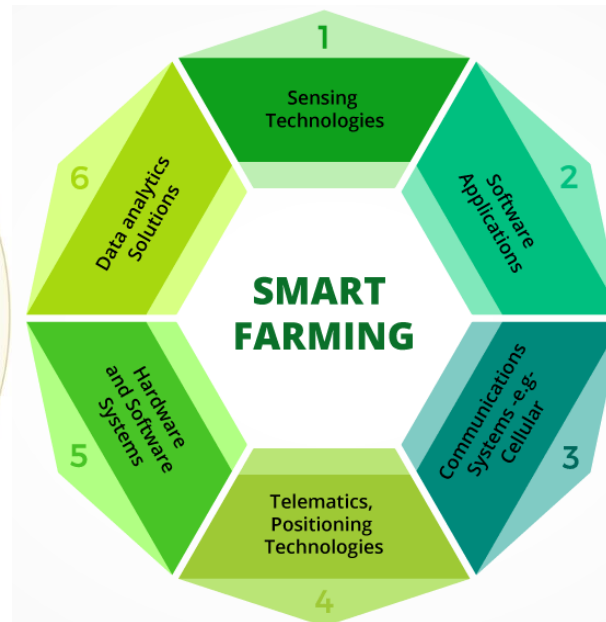 1
Sensing
Technologies
2
Software
Applications
3
Communications
Systems -e.g-
Cellular
4
Telematics,
Positioning
Technologies
5
Hardware
and Software
Systems
6
Data analytics
Solutions
SMART
FARMING